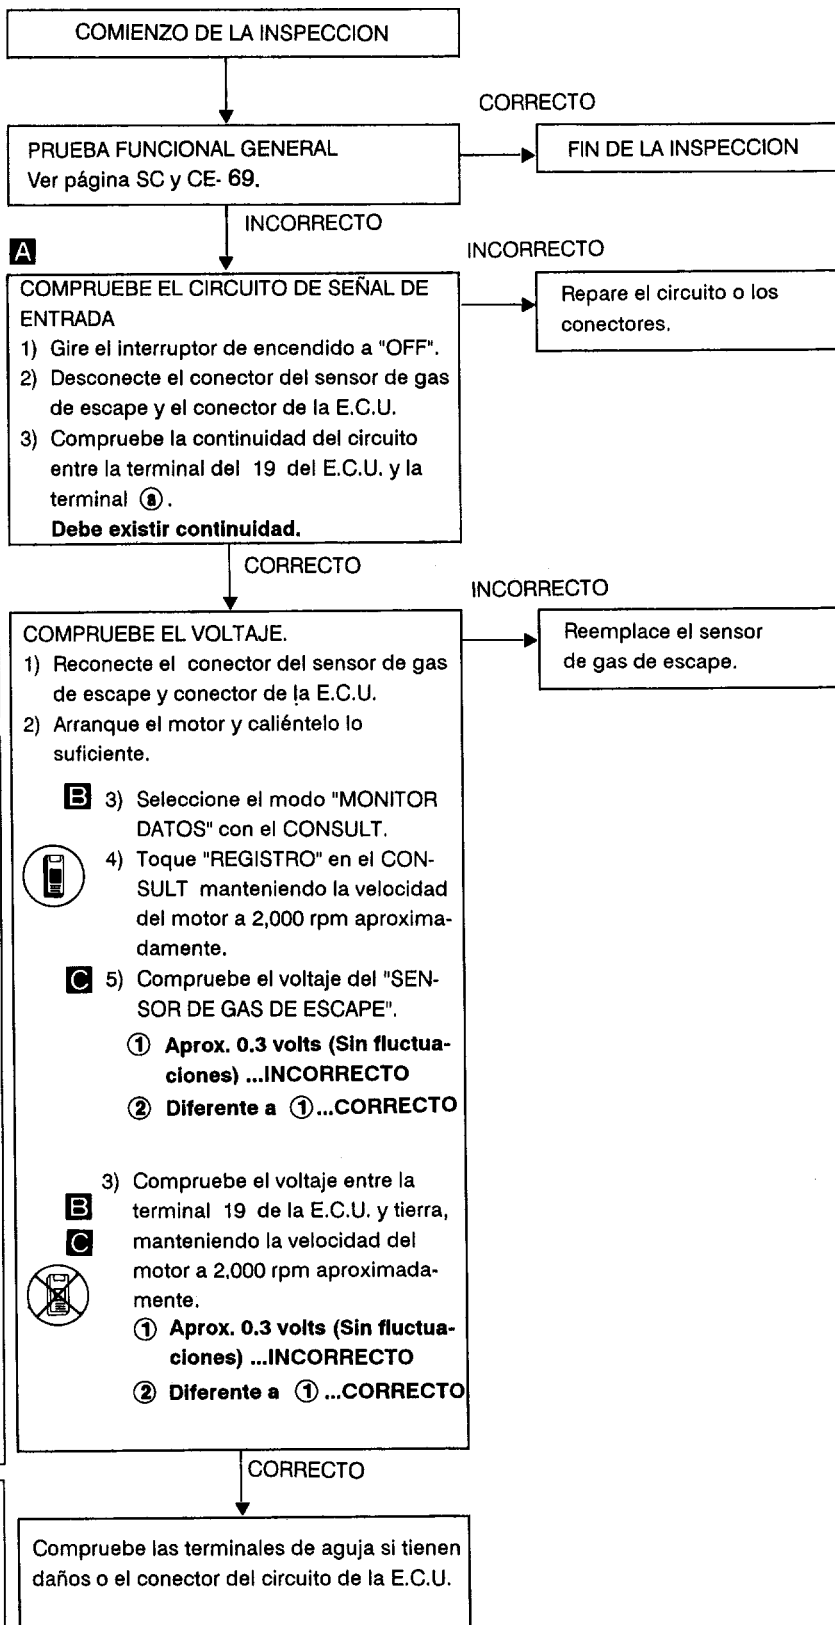 COMIENZO DE LA INSPECCION
CORRECTO
PRUEBA FUNCIONAL GENERAL
Ver página SC y CE- 69.
FIN DE LA INSPECCION
INCORRECTO
A
INCORRECTO
COMPRUEBE EL CIRCUITO DE SEÑAL DE
ENTRADA
1) Gire el interruptor de encendido a "OFF".
2) Desconecte el conector del sensor de gas
de escape y el conector de la E.C.U.
3) Compruebe la continuidad del circuito
entre la terminal del 19 del E.C.U. y la
terminal ⓐ.
Debe existir continuidad.
Repare el circuito o los
conectores.
CORRECTO
INCORRECTO
COMPRUEBE EL VOLTAJE.
1) Reconecte el conector del sensor de gas
de escape y conector de la E.C.U.
2) Arranque el motor y caliéntelo lo
suficiente.
Reemplace el sensor
de gas de escape.
B 3) Seleccione el modo "MONITOR
DATOS" con el CONSULT.
4) Toque "REGISTRO" en el CON-
SULT manteniendo la velocidad
del motor a 2,000 rpm aproxima-
damente.
C 5) Compruebe el voltaje del "SEN-
SOR DE GAS DE ESCAPE".
① Aprox. 0.3 volts (Sin fluctua-
ciones) ...INCORRECTO
② Diferente a ①...CORRECTO
3) Compruebe el voltaje entre la
B terminal 19 de la E.C.U. y tierra,
C manteniendo la velocidad del
motor a 2,000 rpm aproximada-
mente.
① Aprox. 0.3 volts (Sin fluctua-
ciones) ...INCORRECTO
② Diferente a ① ...CORRECTO
CORRECTO
Compruebe las terminales de aguja si tienen
daños o el conector del circuito de la E.C.U.